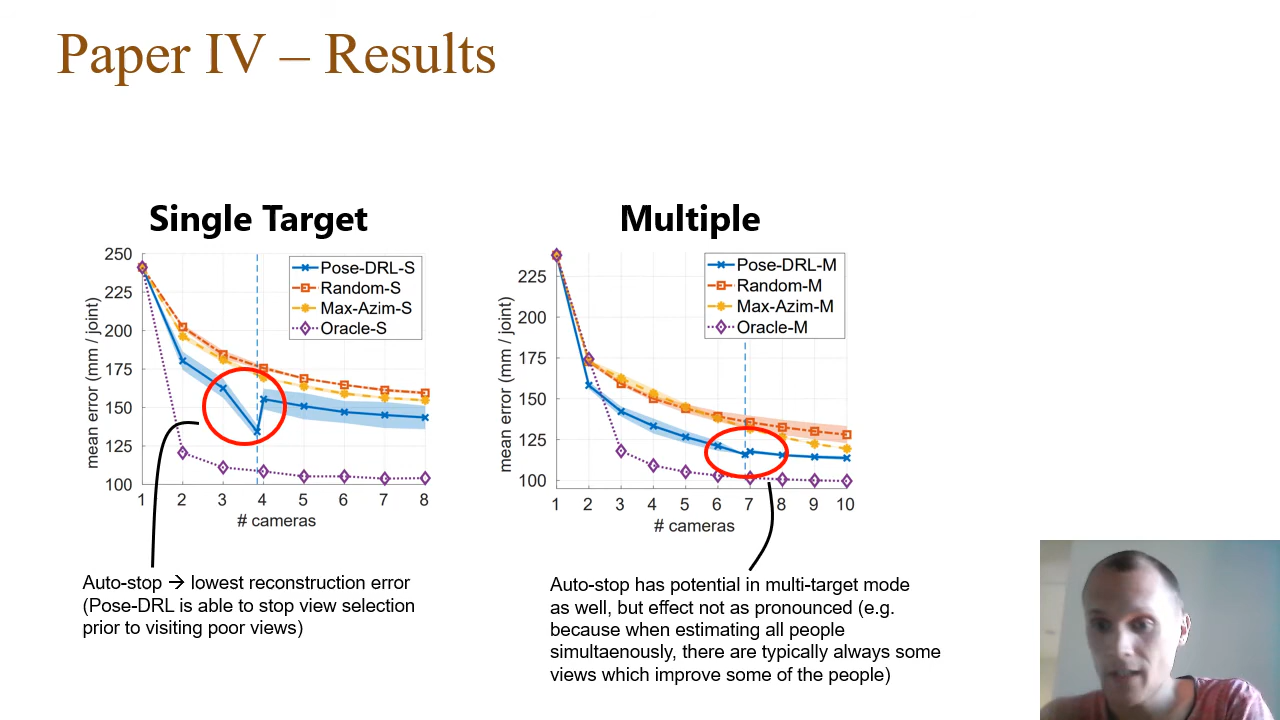 Paper IV – Results
Single Target
250
225
200
175
150
125
100
mean error (mm / joint)
Pose-DRL-S
Random-S
Max-Azim-S
Oracle-S
1 2 3 4 5 6 7 8
# cameras
Auto-stop → lowest reconstruction error
(Pose-DRL is able to stop view selection
prior to visiting poor views)
Multiple
225
200
175
150
125
100
mean error (mm / joint)
Pose-DRL-M
Random-M
Max-Azim-M
Oracle-M
1 2 3 4 5 6 7 8 9 10
# cameras
Auto-stop has potential in multi-target mode
as well, but effect not as pronounced (e.g.
because when estimating all people
simultaenously, there are typically always some
views which improve some of the people)